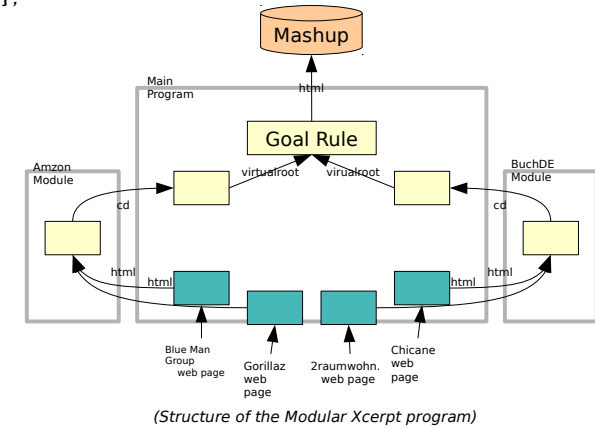 },
Mashup
html
Main
Program
Goal Rule
Amzon
Module
BuchDE
Module
virtualroot
virualroot
cd
cd
html
html
html
html
Blue Man
Group
web page
Gorillaz
web
page
2raumwohn.
web page
Chicane
web
page
(Structure of the Modular Xcerpt program)